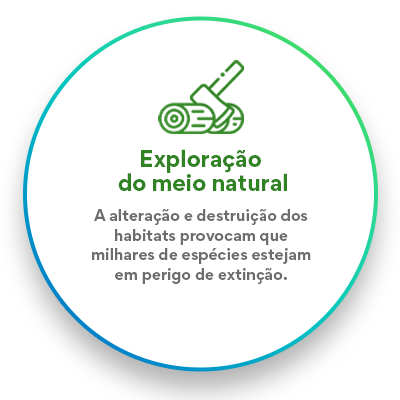 Exploração
do meio natural
A alteração e destruição dos
habitats provocam que
milhares de espécies estejam
em perigo de extinção.